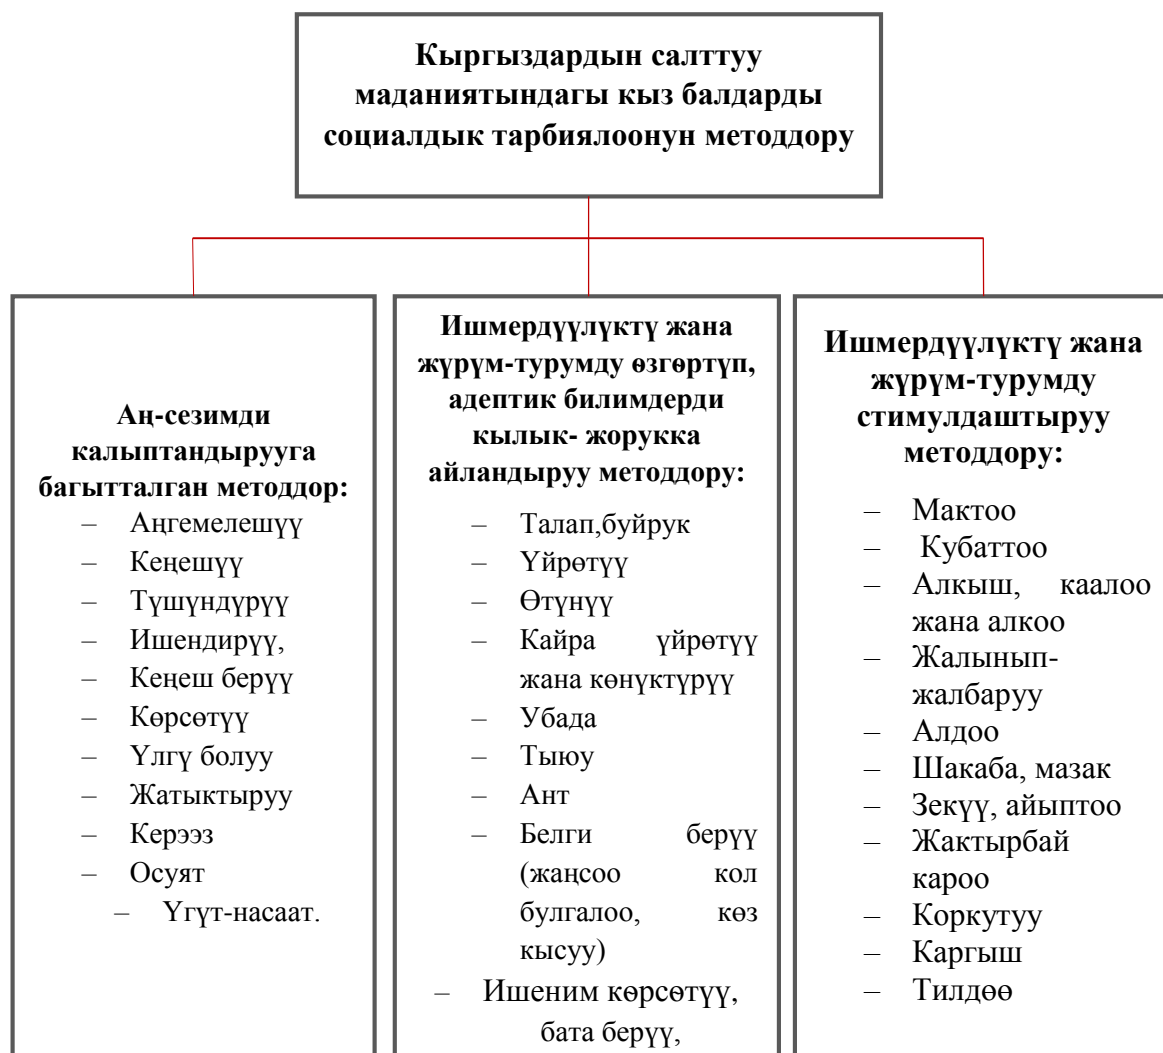 Кыргыздардын салттуу
маданиятындагы кыз балдарды
социалдык тарбиялоонун методдору
Аң-сезимди
калыптандырууга
багытталган методдор:
– Аңгемелешүү
– Кеңешүү
– Түшүндүрүү
– Ишендирүү,
– Кеңеш берүү
– Көрсөтүү
– Үлгү болуу
– Жатыктыруу
– Керээз
– Осуят
– Үгүт-насаат.
Ишмердүүлүктү жана
жүрүм-турумду өзгөртүп,
адептик билимдерди
кылык- жорукка
айландыруу методдору:
– Талап,буйрук
– Үйрөтүү
– Өтүнүү
– Кайра үйрөтүү
жана көнүктүрүү
– Убада
– Тыюу
– Ант
– Белги берүү
(жаңсоо кол
булгалоо, көз
кысуу)
– Ишеним көрсөтүү,
бата берүү,
Ишмердүүлүктү жана
жүрүм-турумду
стимулдаштыруу
методдору:
– Мактоо
– Кубаттоо
– Алкыш, каалоо
жана алкоо
– Жалынып-
жалбаруу
– Алдоо
– Шакаба, мазак
– Зекүү, айыптоо
– Жактырбай
кароо
– Коркутуу
– Каргыш
– Тилдөө